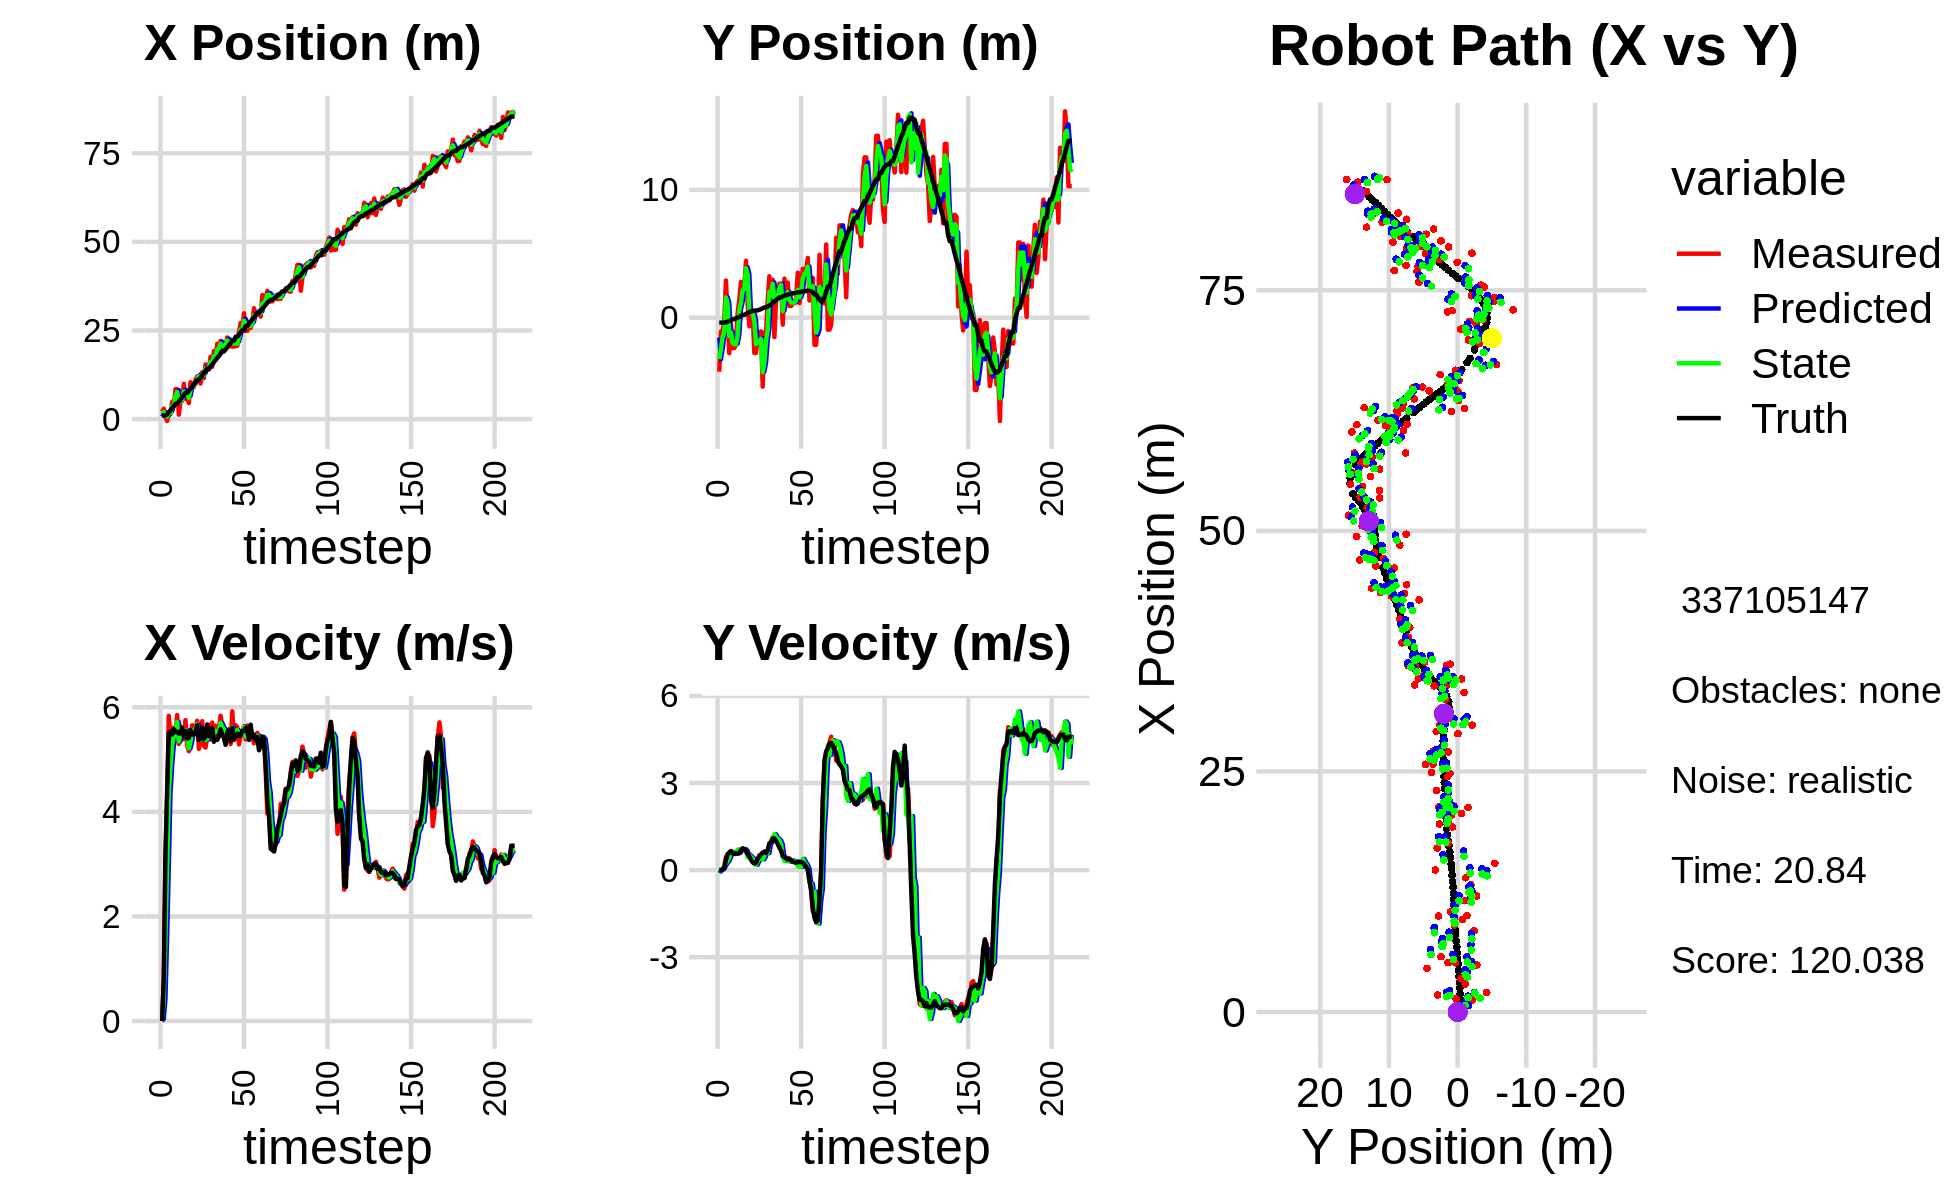 X Position (m)
75
50
25
0
0
50
100
150
200
timestep
Y Position (m)
10
0
0
50
100
150
200
timestep
X Velocity (m/s)
6
4
2
0
0
50
100
150
200
timestep
Y Velocity (m/s)
6
3
0
-3
0
50
100
150
200
timestep
Robot Path (X vs Y)
X Position (m)
75
50
25
0
20 10 0 -10 -20
Y Position (m)
variable
Measured
Predicted
State
Truth
337105147
Obstacles: none
Noise: realistic
Time: 20.84
Score: 120.038